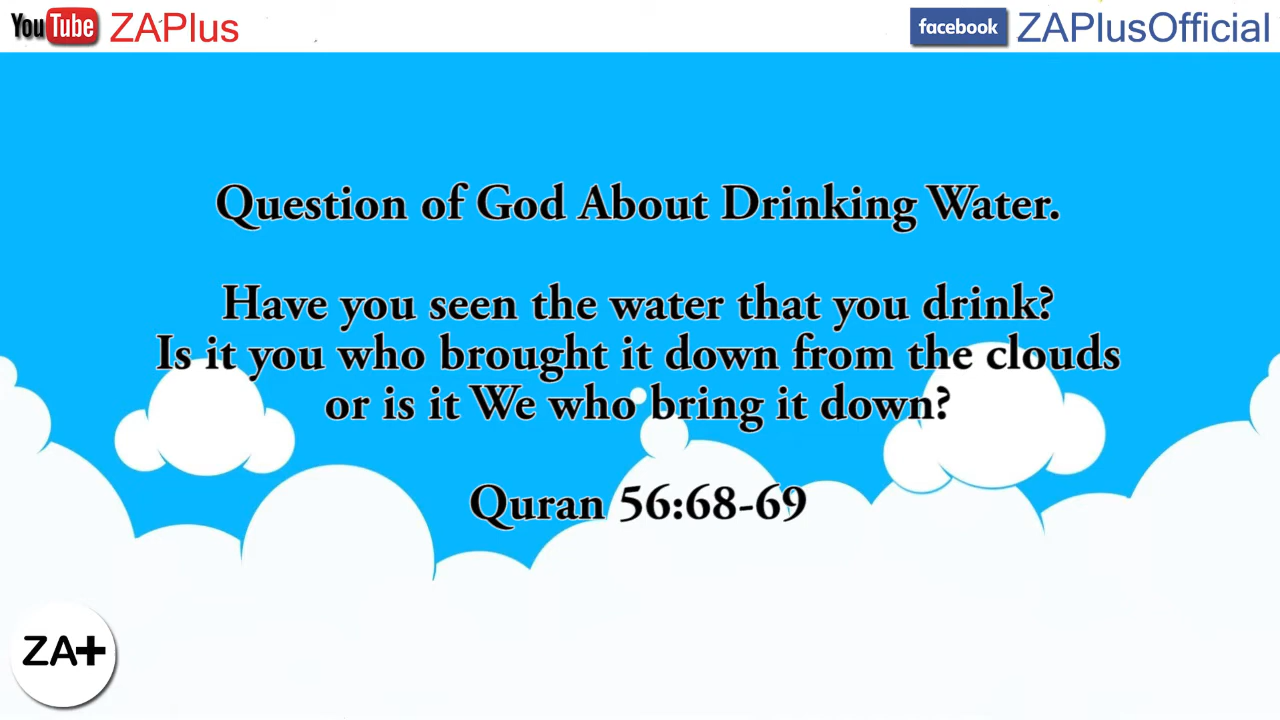 YouTube ZAPlus
facebook ZAPlusOfficial
Question of God About Drinking Water.
Have you seen the water that you drink?
Is it you who brought it down from the clouds
or is it We who bring it down?
Quran 56:68-69
ZA+